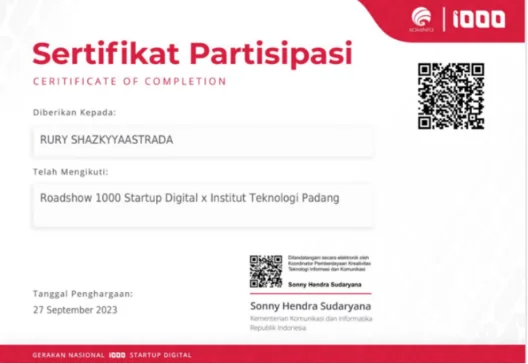 KOMINFO
1000
Sertifikat Partisipasi
CERITIFICATE OF COMPLETION
Diberikan Kepada:
RURY SHAZKYYAASTRADA
Telah Mengikuti:
Roadshow 1000 Startup Digital x Institut Teknologi Padang
Ditandatangani secara elektronik oleh
Koordinator Pemberdayaan Kreativitas
Teknologi Informasi dan Komunikasi
Sonny Hendra Sudaryana
Tanggal Penghargaan:
27 September 2023
Sonny Hendra Sudaryana
Kementerian Komunikasi dan Informatika
Republik Indonesia
GERAKAN NASIONAL 1000 STARTUP DIGITAL